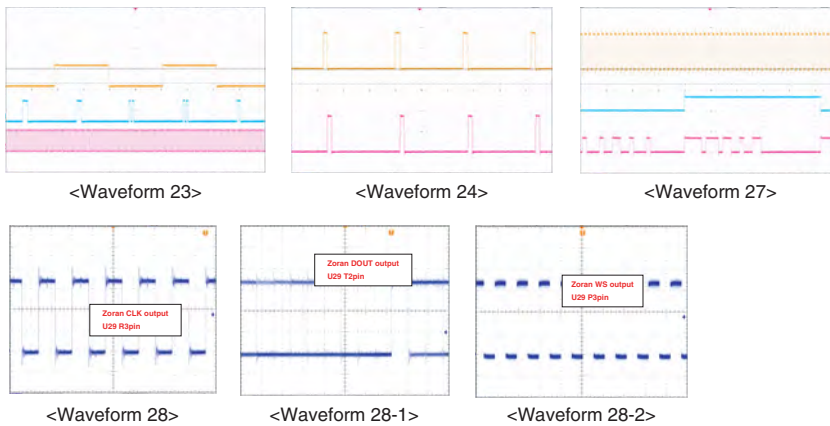 <Waveform 23>
<Waveform 24>
<Waveform 27>
Zoran CLK output
U29 R3pin
Zoran DOUT output
U29 T2pin
Zoran WS output
U29 P3pin
<Waveform 28>
<Waveform 28-1>
<Waveform 28-2>